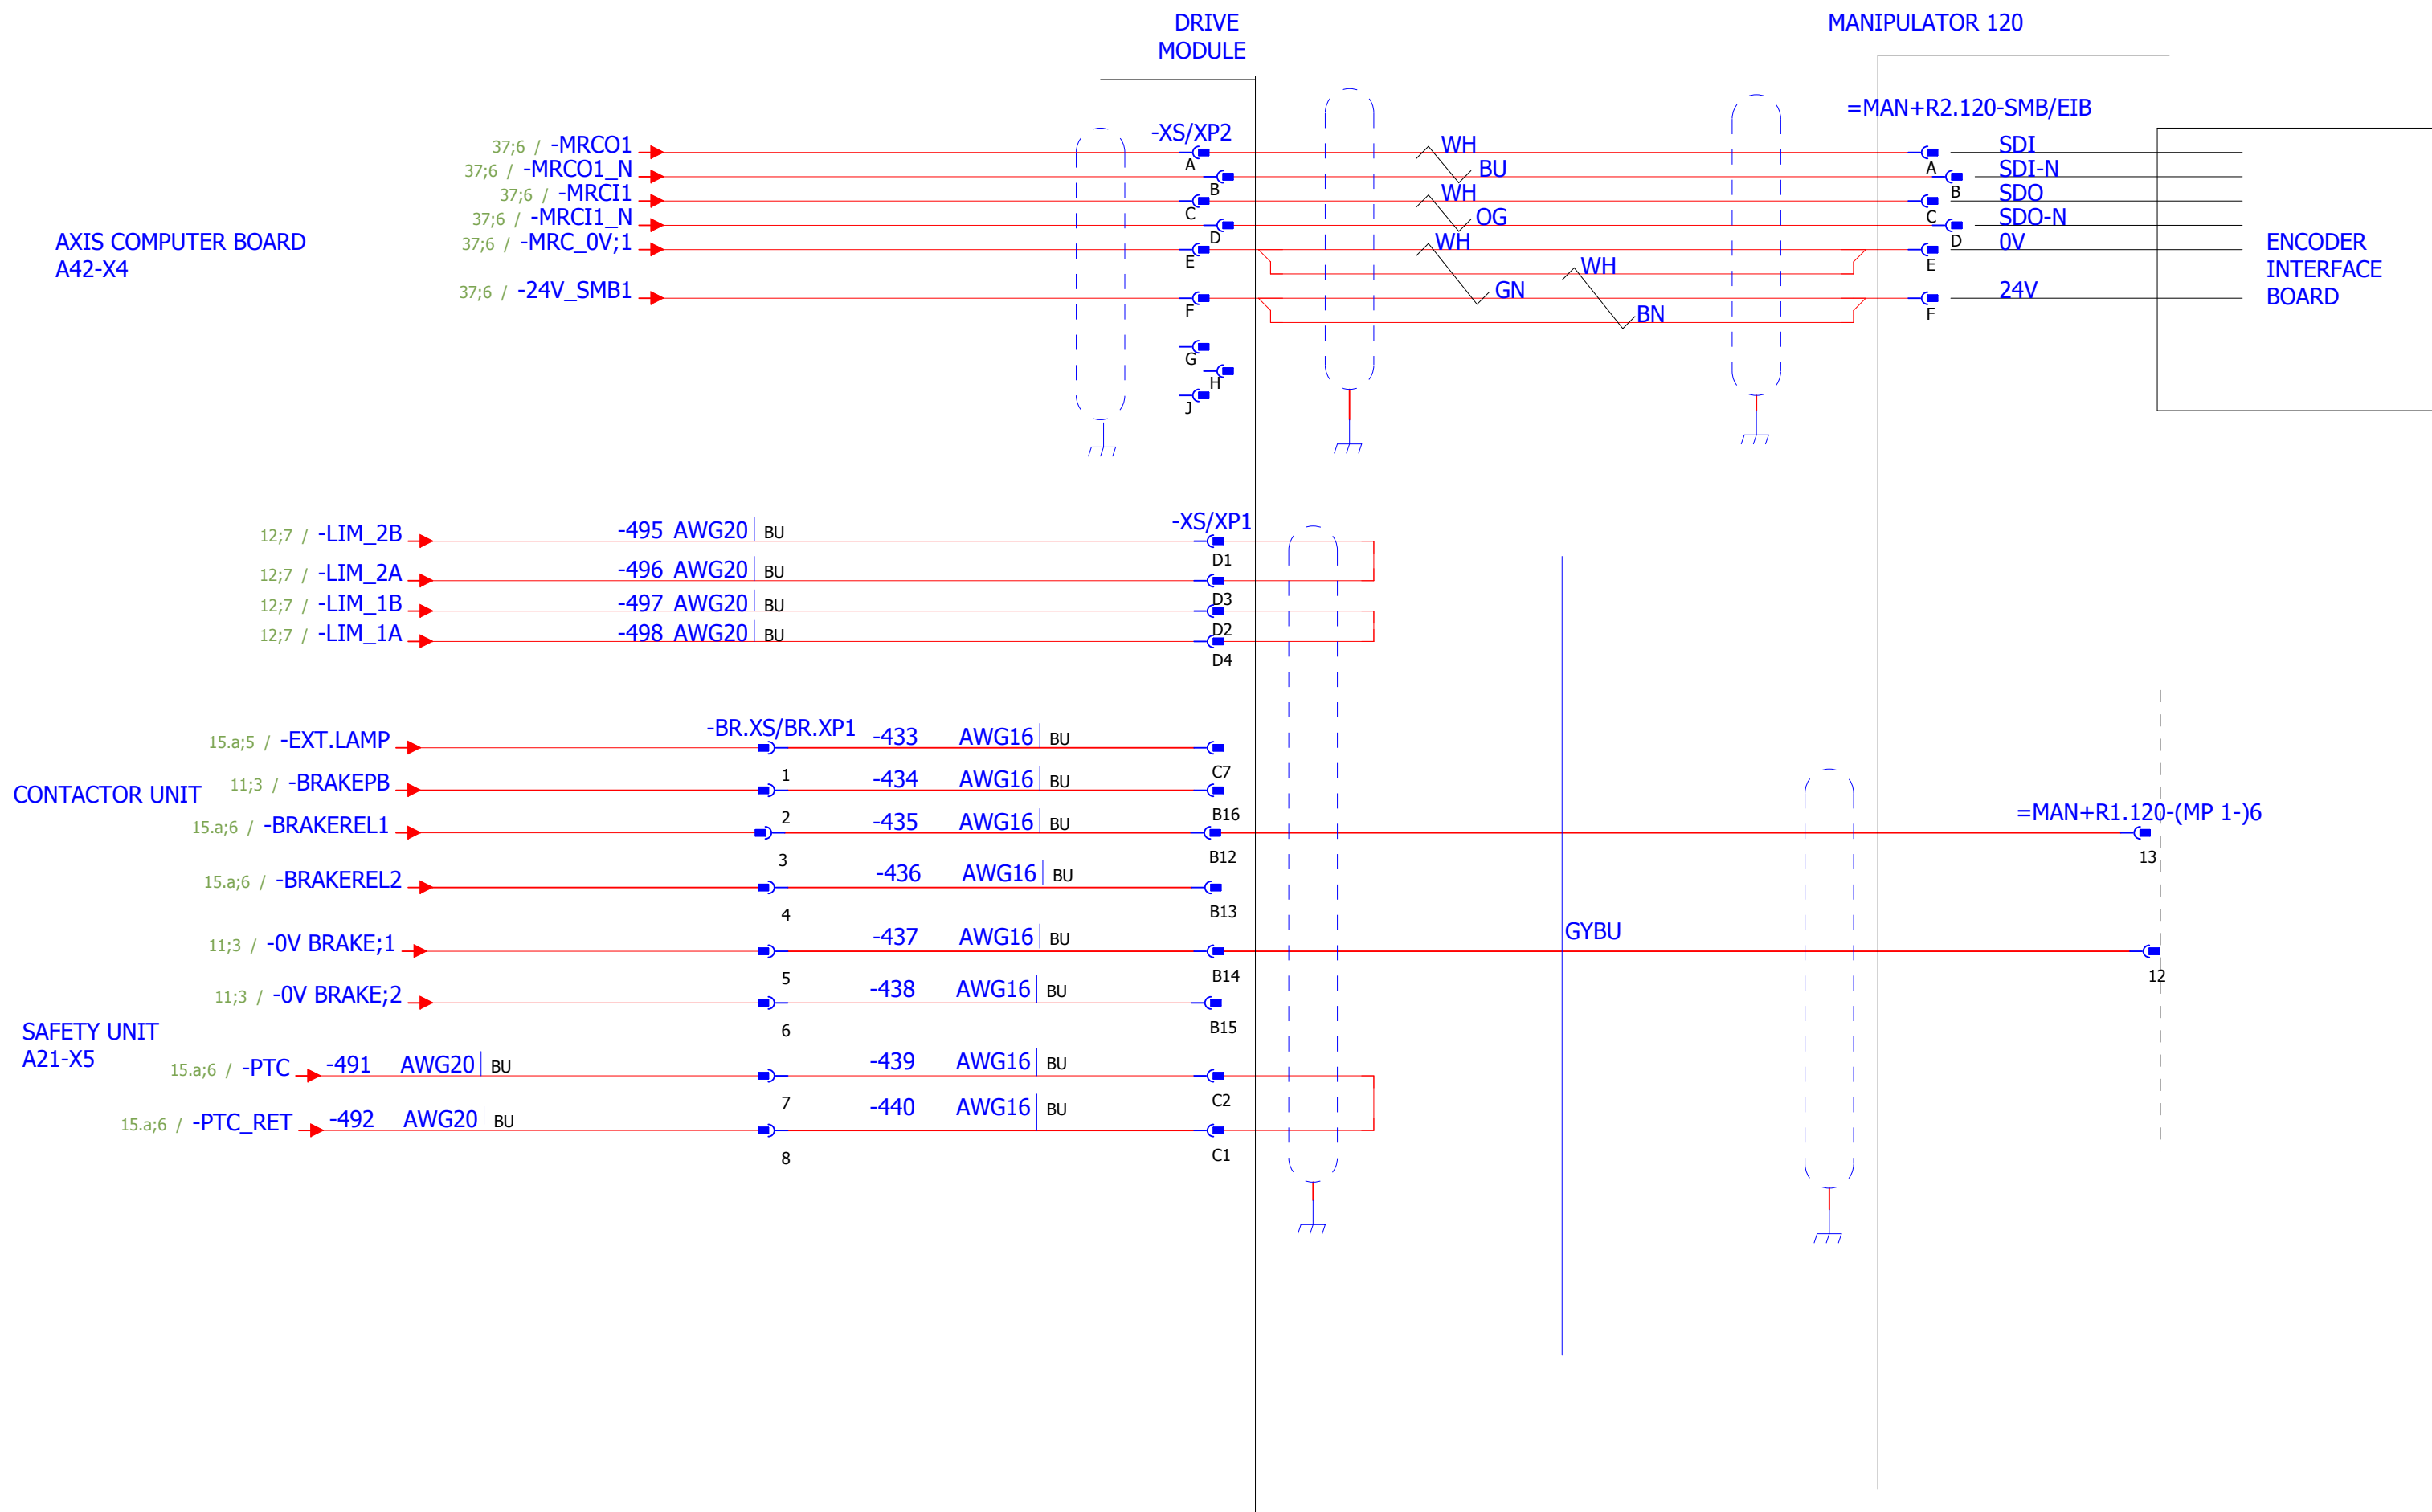 DRIVE
MODULE
MANIPULATOR 120
=MAN+R2.120-SMB/EIB
-XS/XP2
37;6 / -MRCO1
A
WH
A
SDI
37;6 / -MRCO1_N
B
BU
B
SDI-N
37;6 / -MRCI1
C
WH
C
SDO
37;6 / -MRCI1_N
D
OG
D
SDO-N
AXIS COMPUTER BOARD
A42-X4
37;6 / -MRC_0V;1
E
WH
WH
E
0V
37;6 / -24V_SMB1
F
GN
BN
F
24V
ENCODER
INTERFACE
BOARD
G
H
J
-XS/XP1
12;7 / -LIM_2B
-495 AWG20 BU
D1
12;7 / -LIM_2A
-496 AWG20 BU
D3
12;7 / -LIM_1B
-497 AWG20 BU
D2
12;7 / -LIM_1A
-498 AWG20 BU
D4
-BR.XS/BR.XP1
15.a;5 / -EXT.LAMP
1
-433 AWG16 BU
C7
CONTACTOR UNIT
11;3 / -BRAKEPB
2
-434 AWG16 BU
B16
15.a;6 / -BRAKEREL1
3
-435 AWG16 BU
B12
=MAN+R1.120-(MP 1-)6
13
15.a;6 / -BRAKEREL2
4
-436 AWG16 BU
B13
11;3 / -0V BRAKE;1
5
-437 AWG16 BU
B14
GYBU
12
11;3 / -0V BRAKE;2
6
-438 AWG16 BU
B15
SAFETY UNIT
A21-X5
15.a;6 / -PTC
-491 AWG20 BU
7
-439 AWG16 BU
C2
15.a;6 / -PTC_RET
-492 AWG20 BU
8
-440 AWG16 BU
C1